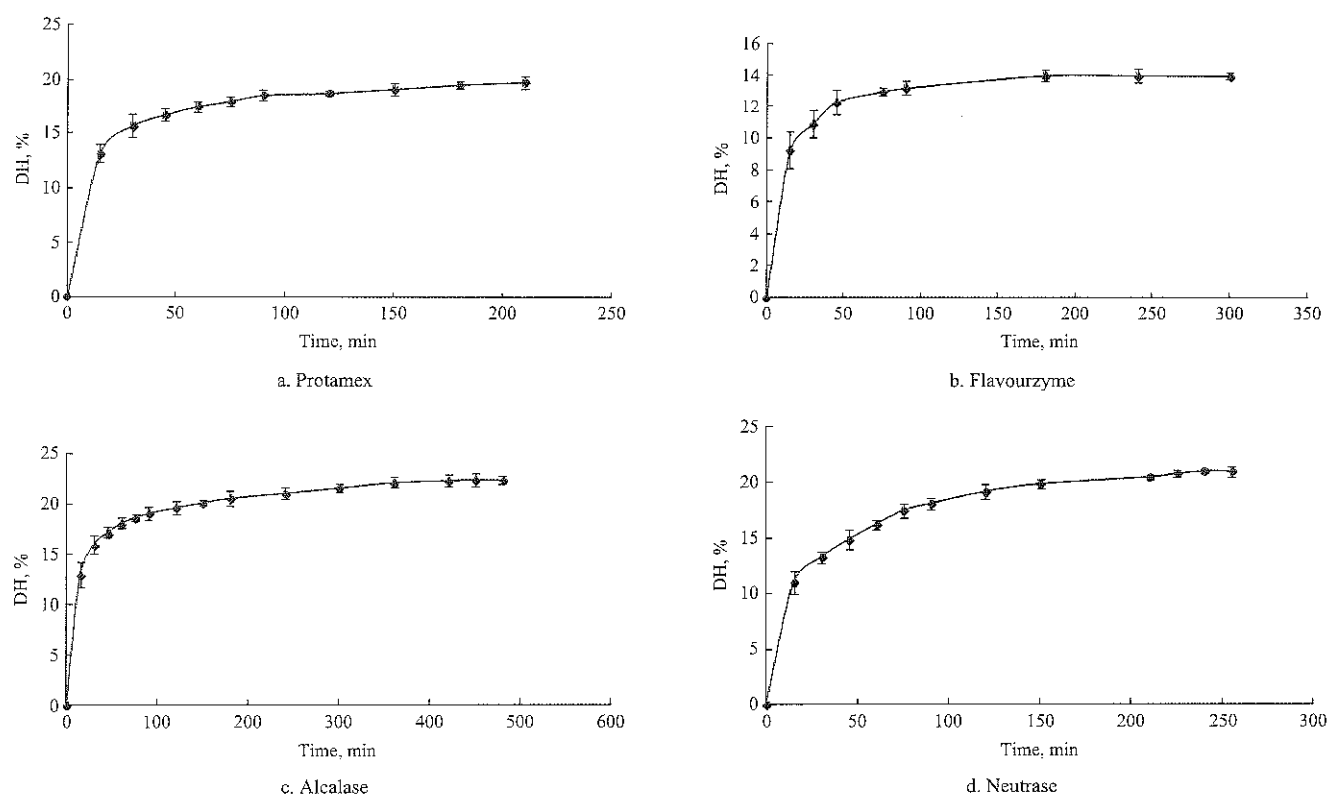 25
20
15
10
5
0
DH, %
0 50 100 150 200 250
Time, min
a. Protamex
16
14
12
10
8
6
4
2
0
DH, %
0 50 100 150 200 250 300 350
Time, min
b. Flavourzyme
25
20
15
10
5
0
DH, %
0 100 200 300 400 500 600
Time, min
c. Alcalase
25
20
15
10
5
0
DH, %
0 50 100 150 200 250 300
Time, min
d. Neutrase